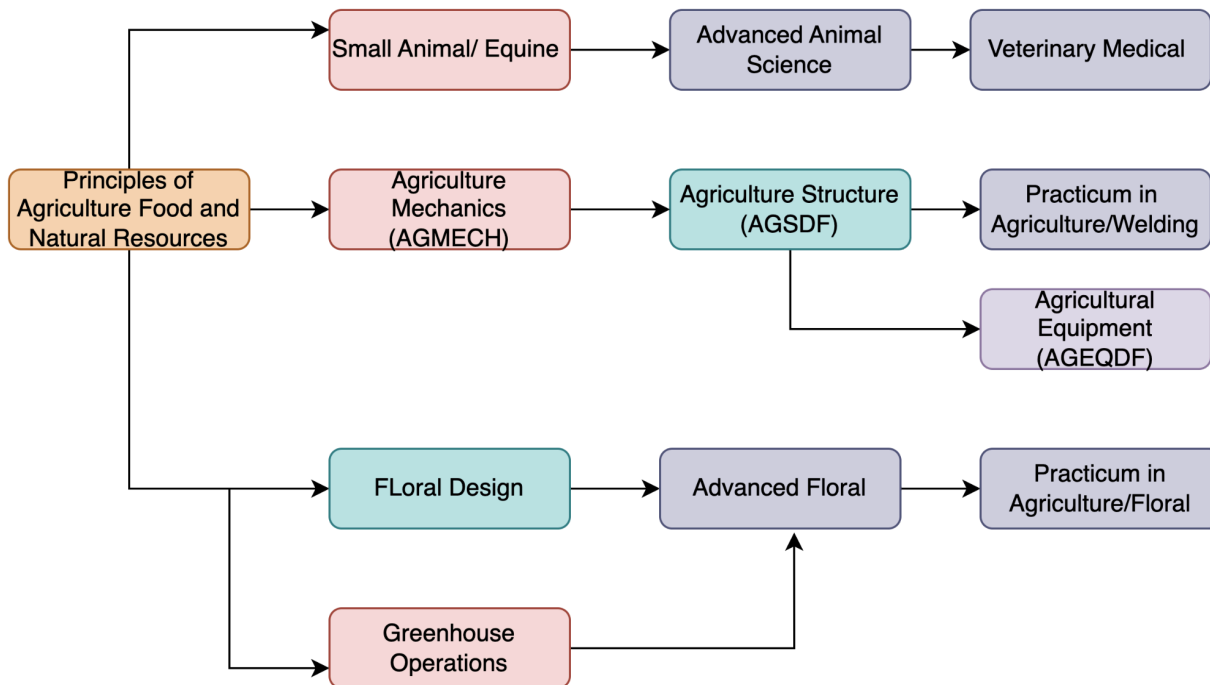 Small Animal/ Equine
Advanced Animal
Science
Veterinary Medical
Principles of
Agriculture Food and
Natural Resources
Agriculture
Mechanics
(AGMECH)
Agriculture Structure
(AGSDF)
Practicum in
Agriculture/Welding
Agricultural
Equipment
(AGEQDF)
FLoral Design
Advanced Floral
Practicum in
Agriculture/Floral
Greenhouse
Operations